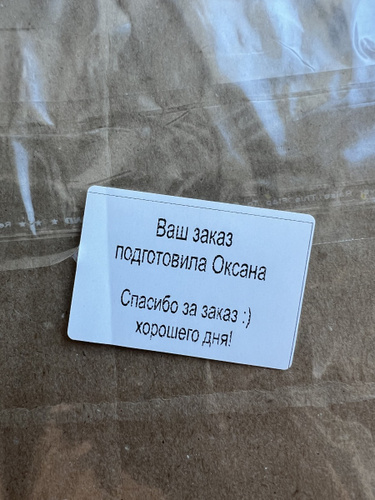 Ваш заказ
подготовила Оксана
Спасибо за заказ :)
хорошего дня!